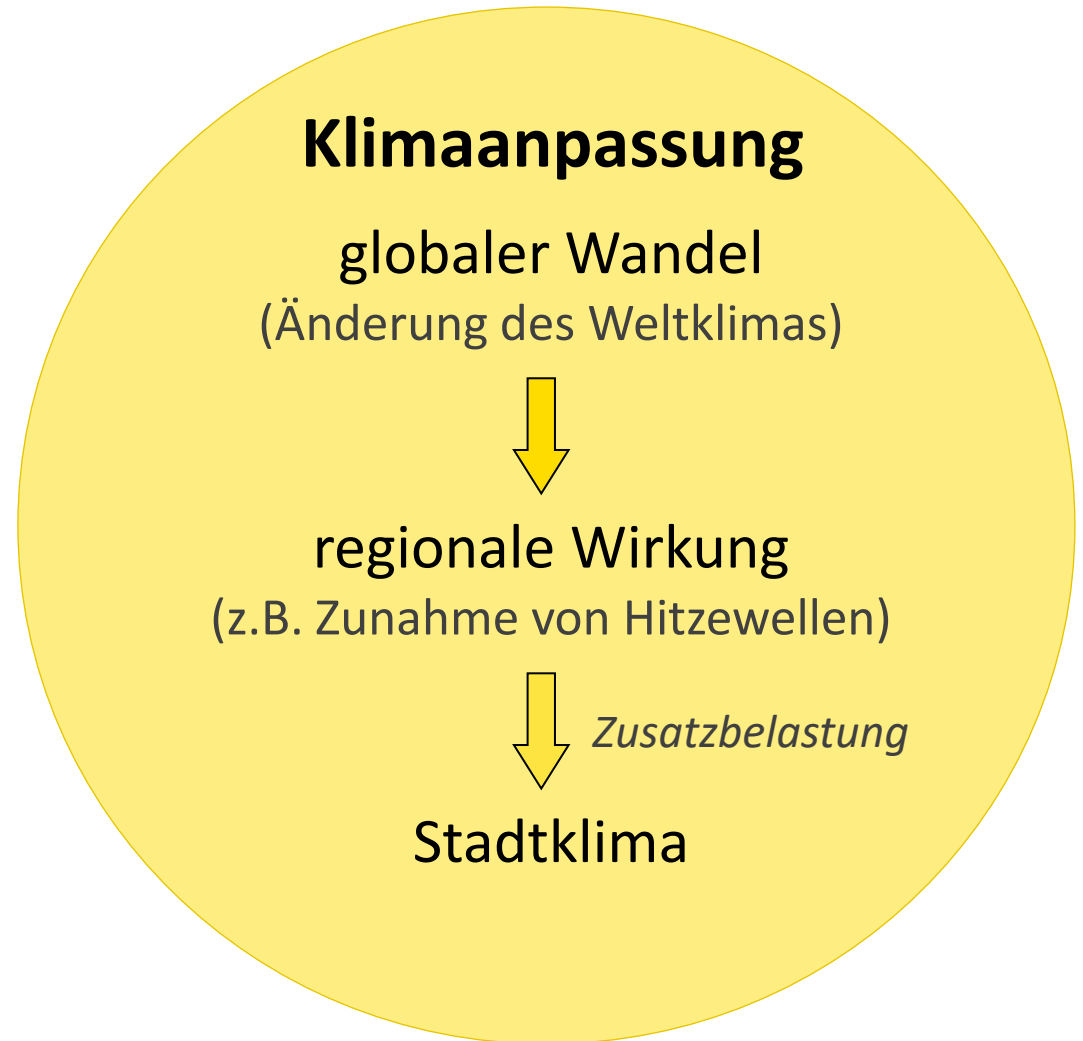 Klimaanpassung
globaler Wandel
(Änderung des Weltklimas)
regionale Wirkung
(z.B. Zunahme von Hitzewellen)
Zusatzbelastung
Stadtklima